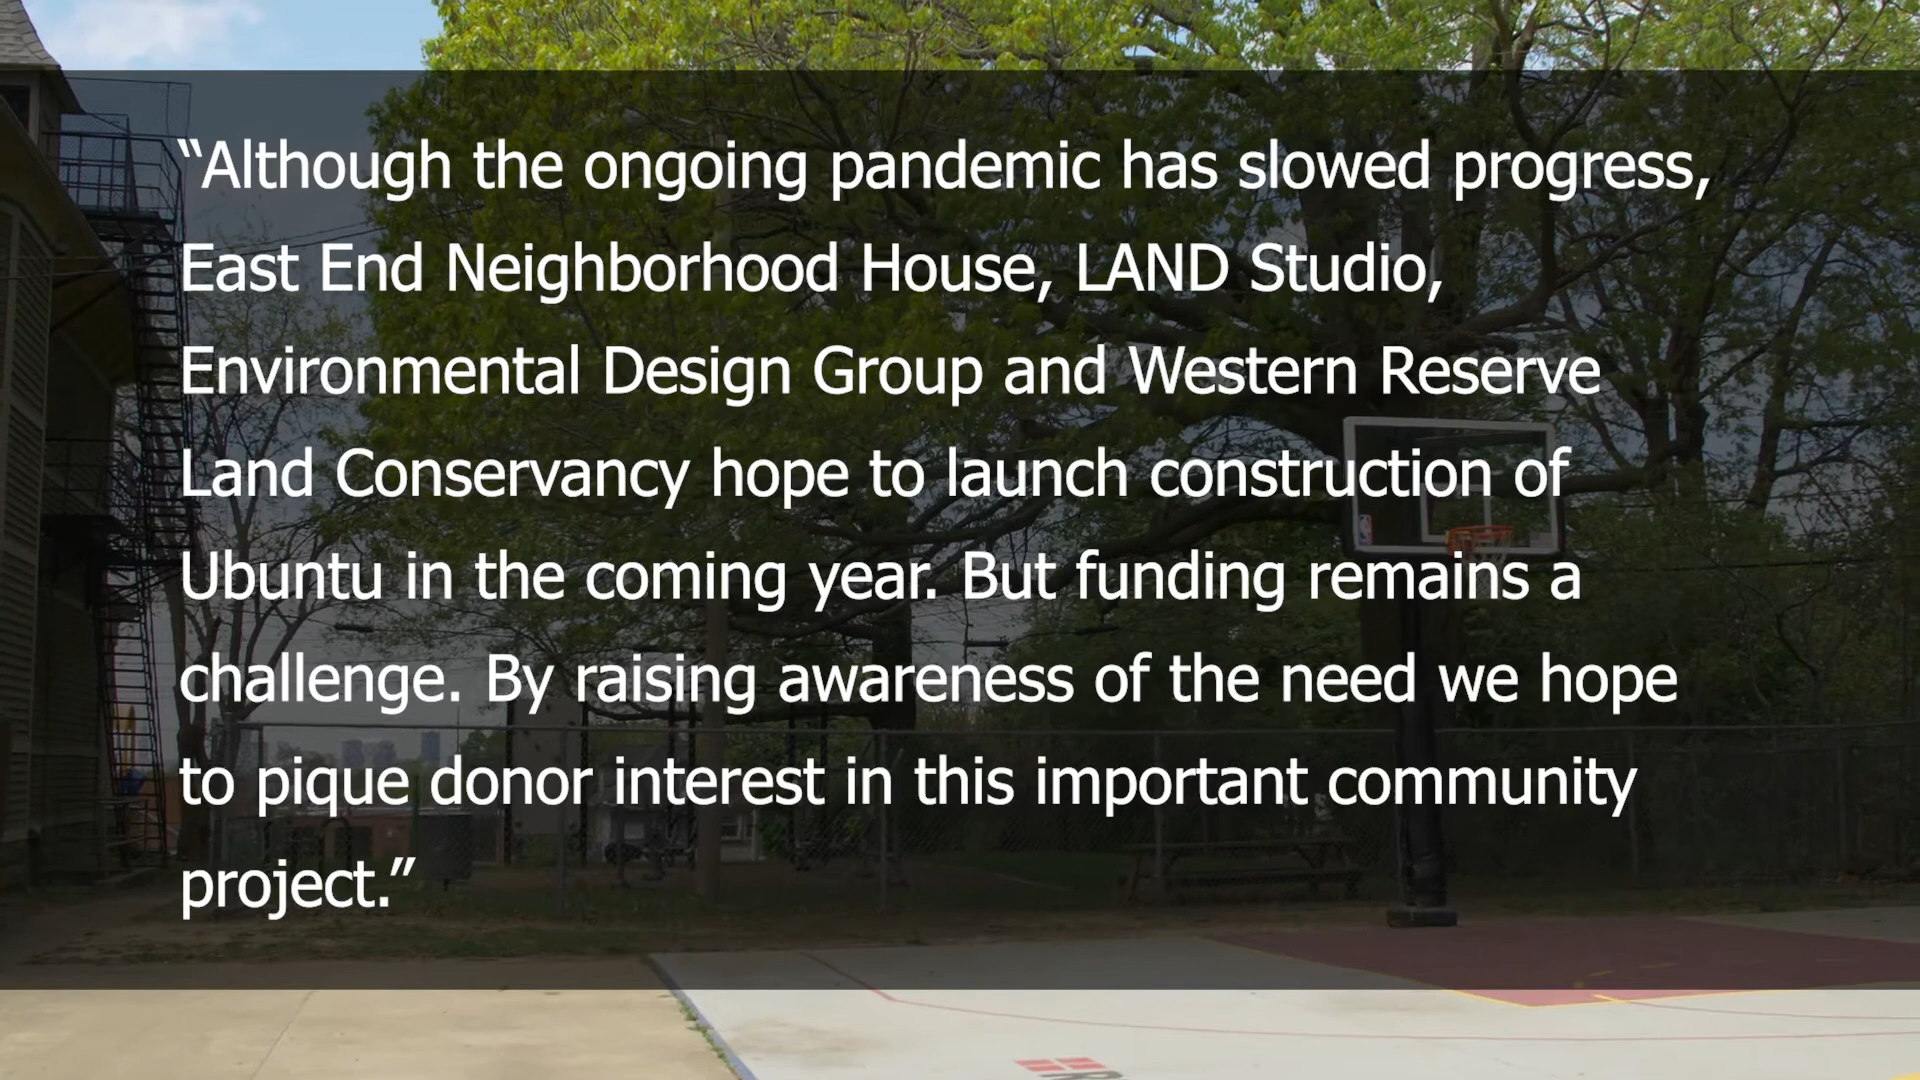 “Although the ongoing pandemic has slowed progress,
East End Neighborhood House, LAND Studio,
Environmental Design Group and Western Reserve
Land Conservancy hope to launch construction of
Ubuntu in the coming year. But funding remains a
challenge. By raising awareness of the need we hope
to pique donor interest in this important community
project.”